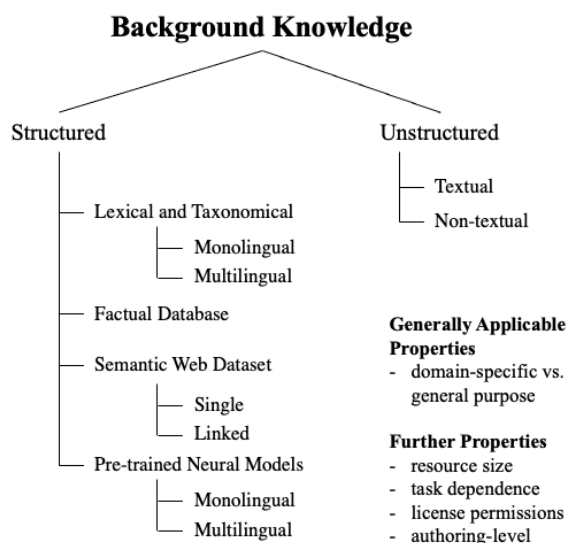 Background Knowledge
Structured
Lexical and Taxonomical
Monolingual
Multilingual
Factual Database
Semantic Web Dataset
Single
Linked
Pre-trained Neural Models
Monolingual
Multilingual
Unstructured
Textual
Non-textual
Generally Applicable
Properties
- domain-specific vs.
general purpose
Further Properties
- resource size
- task dependence
- license permissions
- authoring-level